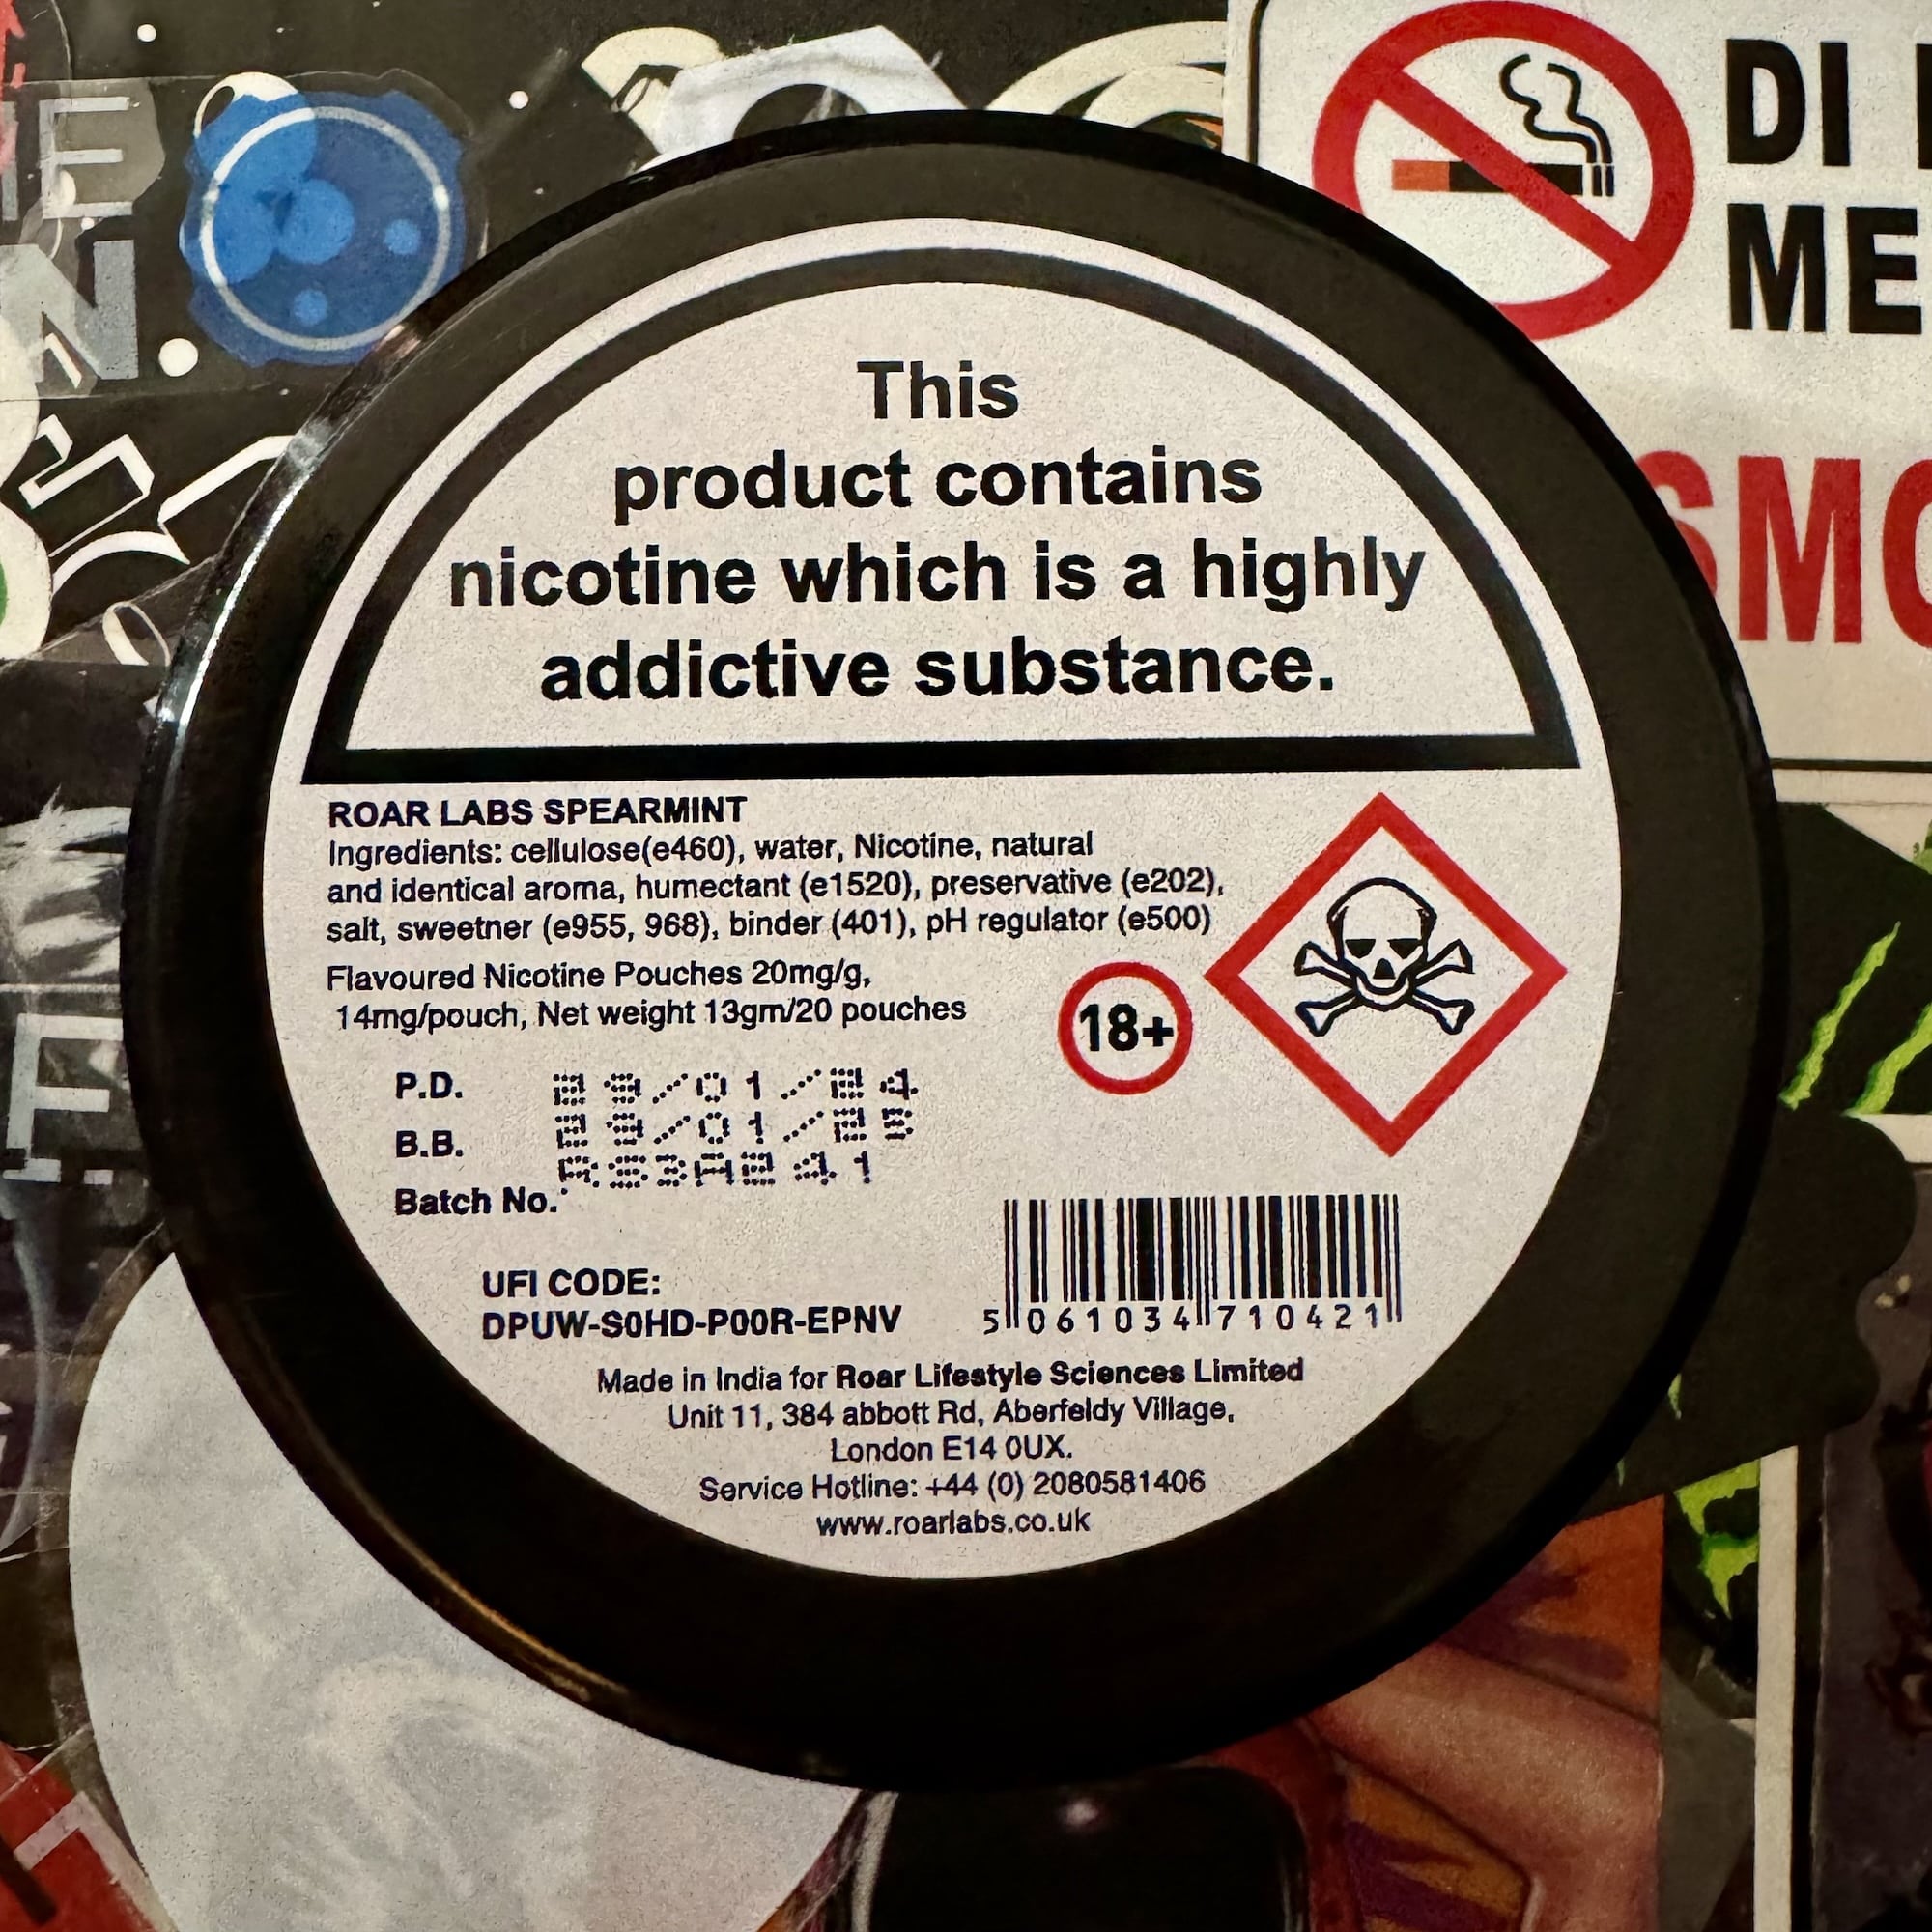 This
product contains
nicotine which is a highly
addictive substance.
ROAR LABS SPEARMINT
Ingredients: cellulose(e460), water, Nicotine, natural
and identical aroma, humectant (e1520), preservative (e202),
salt, sweetner (e955, 968), binder (401), pH regulator (e500)
Flavoured Nicotine Pouches 20mg/g,
14mg/pouch, Net weight 13gm/20 pouches
18+
P.D. 29/01/24
B.B. 29/01/25
Batch No.
UFI CODE:
DPUW-S0HD-P00R-EPNV
5 061034 710421
Made in India for Roar Lifestyle Sciences Limited
Unit 11, 384 abbott Rd, Aberfeldy Village,
London E14 0UX.
Service Hotline: +44 (0) 2080581406
www.roarlabs.co.uk
DI
ME
SMO